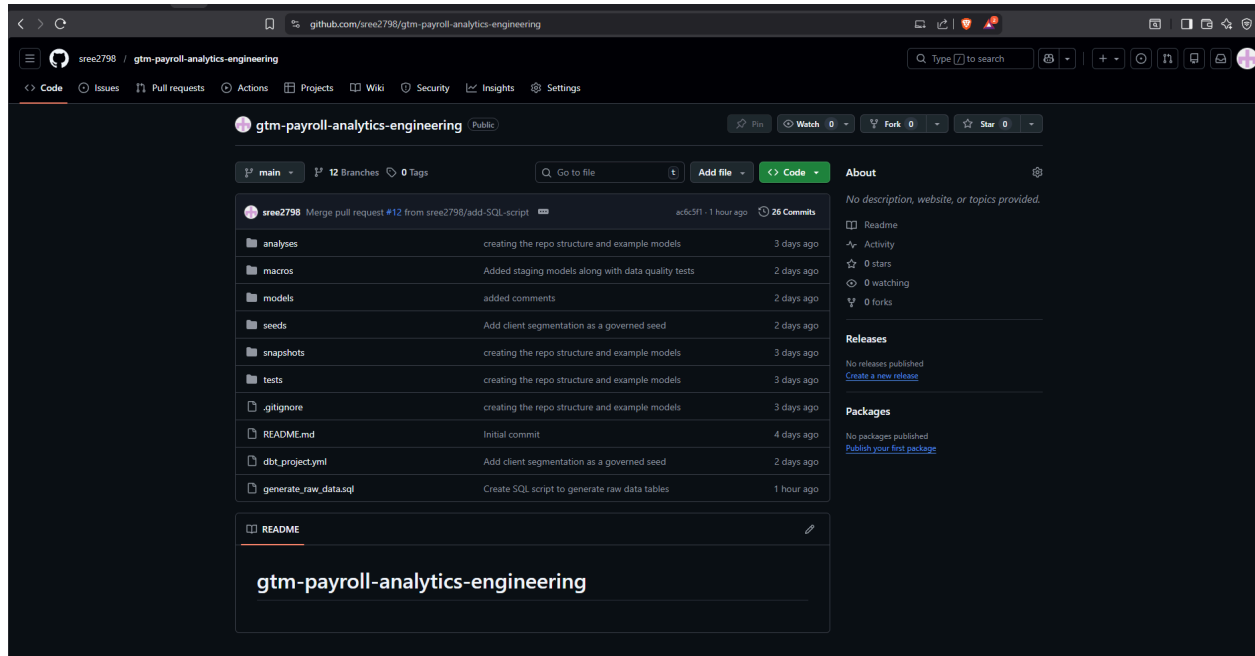 github.com/sree2798/gtm-payroll-analytics-engineering
sree2798 / gtm-payroll-analytics-engineering
Type / to search
Code Issues Pull requests Actions Projects Wiki Security Insights Settings
gtm-payroll-analytics-engineering Public
Pin Watch 0 Fork 0 Star 0
main 12 Branches 0 Tags
Go to file t Add file Code
sree2798 Merge pull request #12 from sree2798/add-SQL-script ac6c5f1 · 1 hour ago 26 Commits
analyses creating the repo structure and example models 3 days ago
macros Added staging models along with data quality tests 2 days ago
models added comments 2 days ago
seeds Add client segmentation as a governed seed 2 days ago
snapshots creating the repo structure and example models 3 days ago
tests creating the repo structure and example models 3 days ago
.gitignore creating the repo structure and example models 3 days ago
README.md Initial commit 4 days ago
dbt_project.yml Add client segmentation as a governed seed 2 days ago
generate_raw_data.sql Create SQL script to generate raw data tables 1 hour ago
README
gtm-payroll-analytics-engineering
About
No description, website, or topics provided.
Readme
Activity
0 stars
0 watching
0 forks
Releases
No releases published
Create a new release
Packages
No packages published
Publish your first package